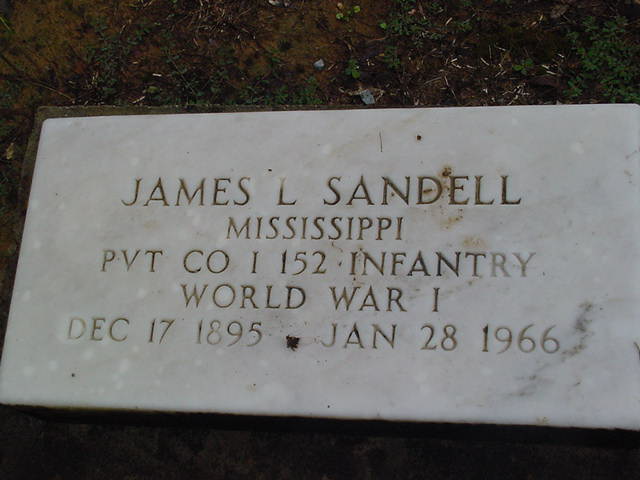 JAMES L SANDELL
MISSISSIPPI
PVT CO I 152 INFANTRY
WORLD WAR I
DEC 17 1895 JAN 28 1966